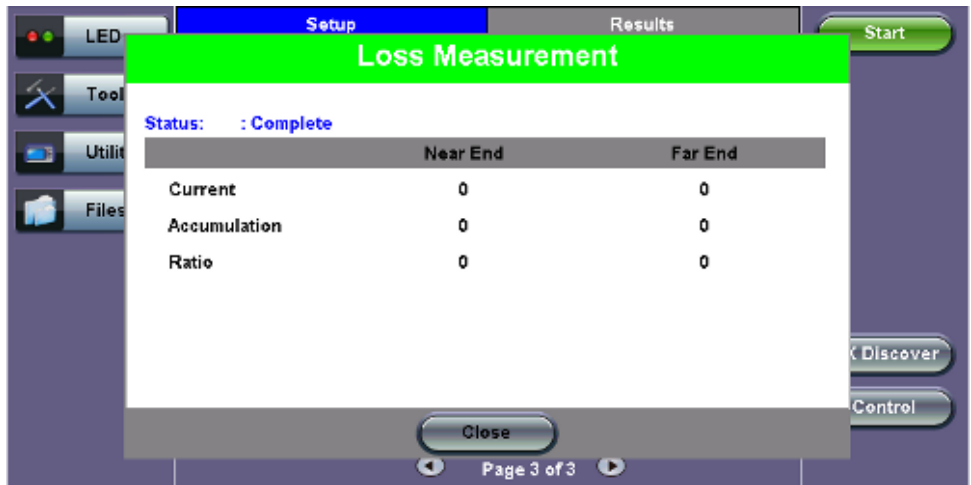 LED
Setup
Results
Start
Loss Measurement
Tool
Status: : Complete
Utilit
Near End
Far End
Current
0
0
Files
Accumulation
0
0
Ratio
0
0
Discover
Control
Close
Page 3 of 3